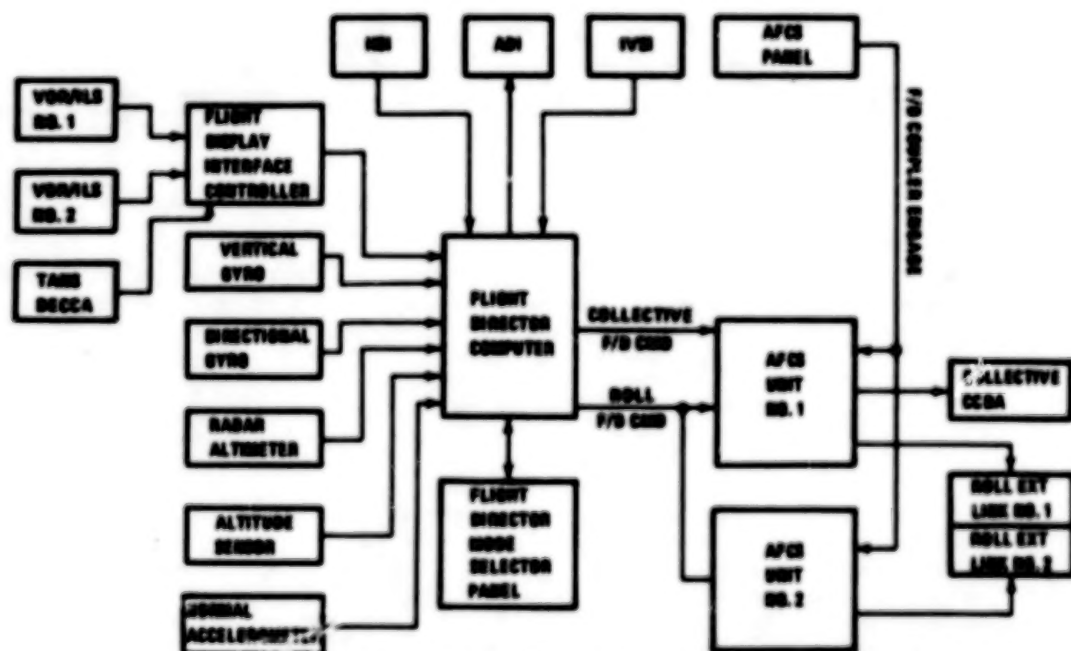 HSI
ADI
IVSI
AFCS
PANEL
VOR/ILS
NO. 1
FLIGHT
DISPLAY
INTERFACE
CONTROLLER
F/D COUPLER ENGAGE
VOR/ILS
NO. 2
VERTICAL
GYRO
TANS
DECCA
FLIGHT
DIRECTOR
COMPUTER
COLLECTIVE
F/D CMD
DIRECTIONAL
GYRO
AFCS
UNIT
NO. 1
COLLECTIVE
CCDA
ROLL
F/D CMD
RADAR
ALTIMETER
FLIGHT
DIRECTOR
MODE
SELECTOR
PANEL
ROLL EXT
LINK NO. 1
ROLL EXT
LINK NO. 2
ALTITUDE
SENSOR
AFCS
UNIT
NO. 2
NORMAL
ACCELEROMETER